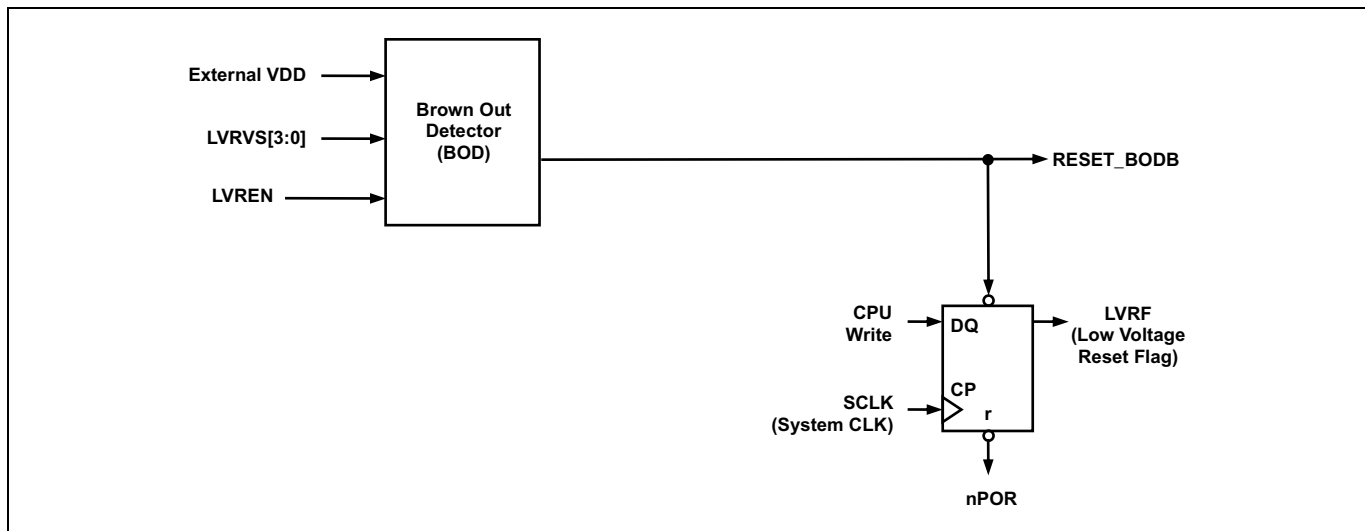 External VDD
LVRVS[3:0]
LVREN
Brown Out
Detector
(BOD)
RESET_BODB
CPU
Write
DQ
LVRF
(Low Voltage
Reset Flag)
CP
SCLK
(System CLK)
r
nPOR